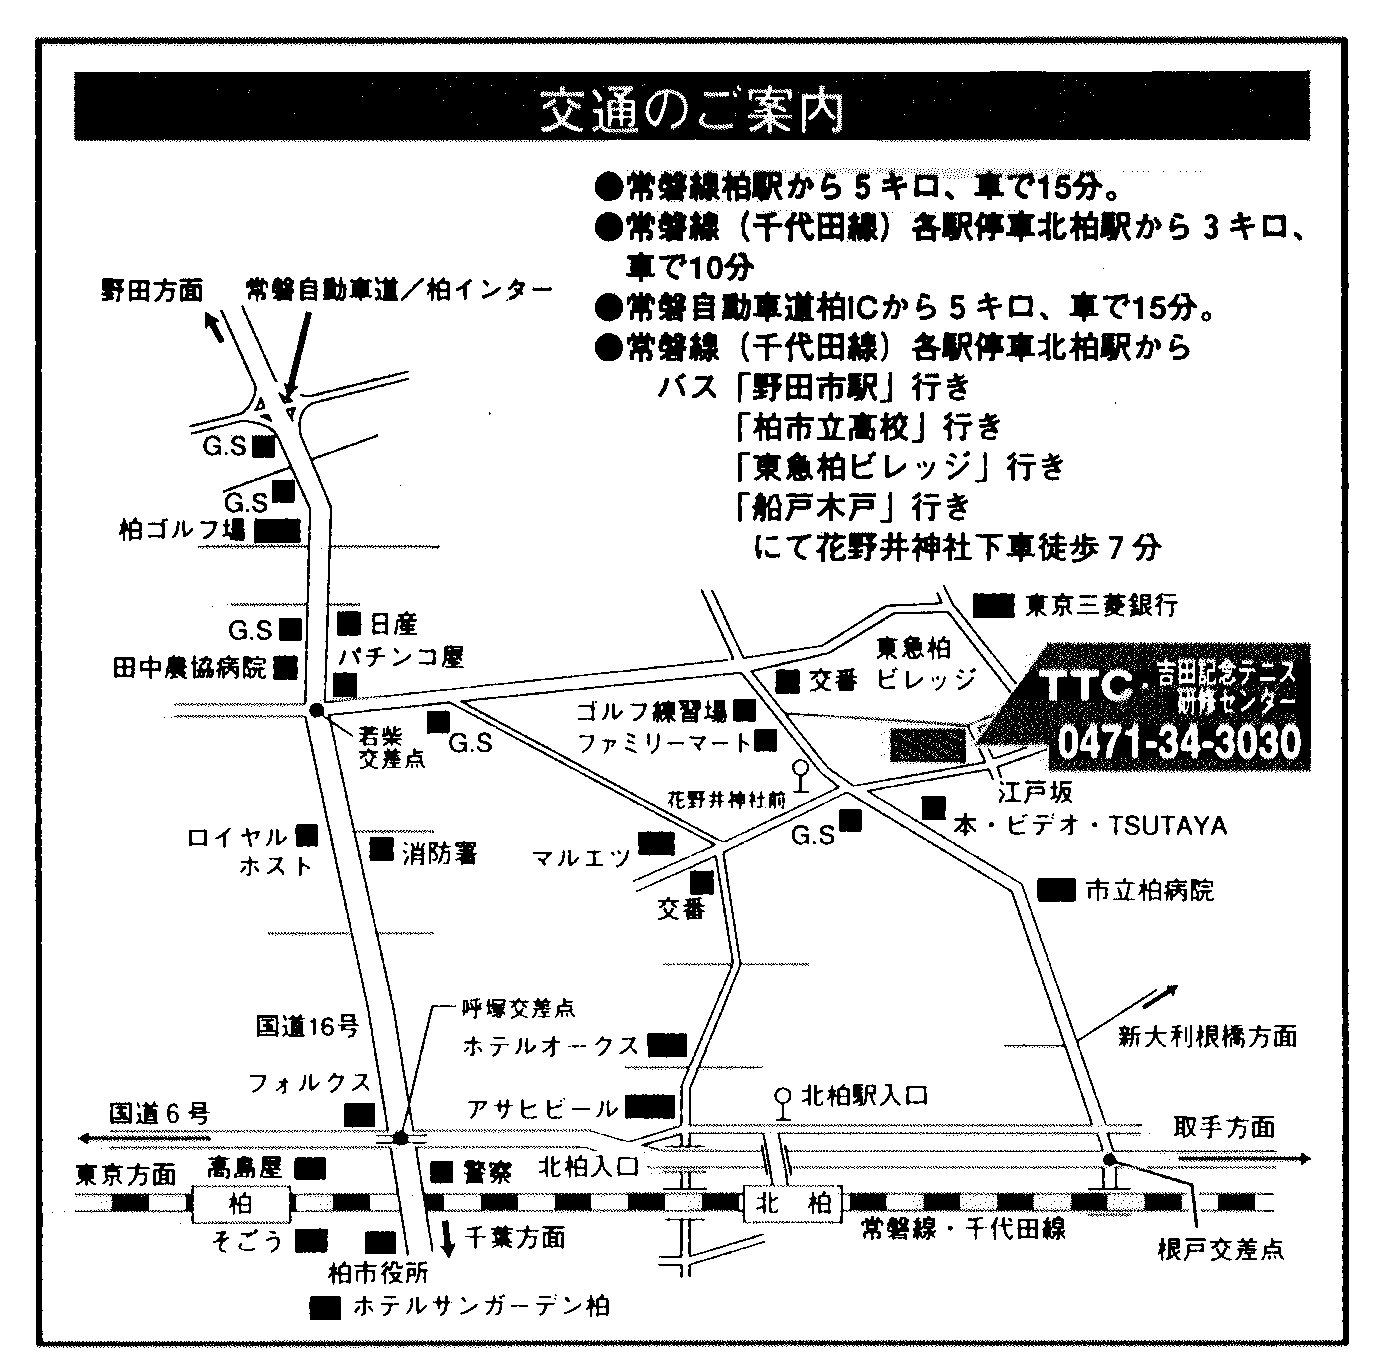 交通のご案内
●常磐線柏駅から5キロ、車で15分。
●常磐線（千代田線）各駅停車北柏駅から3キロ、
車で10分
●常磐自動車道柏ICから5キロ、車で15分。
●常磐線（千代田線）各駅停車北柏駅から
バス「野田市駅」行き
「柏市立高校」行き
「東急柏ビレッジ」行き
「船戸木戸」行き
にて花野井神社下車徒歩7分
野田方面
常磐自動車道／柏インター
G.S
G.S
柏ゴルフ場
G.S
日産
田中農協病院
パチンコ屋
若柴
交差点
G.S
東京三菱銀行
東急柏
ビレッジ
交番
ゴルフ練習場
ファミリーマート
TTC・吉田記念テニス
研修センター
0471-34-3030
花野井神社前
江戸坂
G.S
本・ビデオ・TSUTAYA
ロイヤル
ホスト
消防署
マルエツ
交番
市立柏病院
国道16号
呼塚交差点
ホテルオークス
新大利根橋方面
フォルクス
国道6号
アサヒビール
北柏駅入口
取手方面
東京方面
高島屋
警察
北柏入口
柏
北柏
常磐線・千代田線
そごう
千葉方面
根戸交差点
柏市役所
ホテルサンガーデン柏